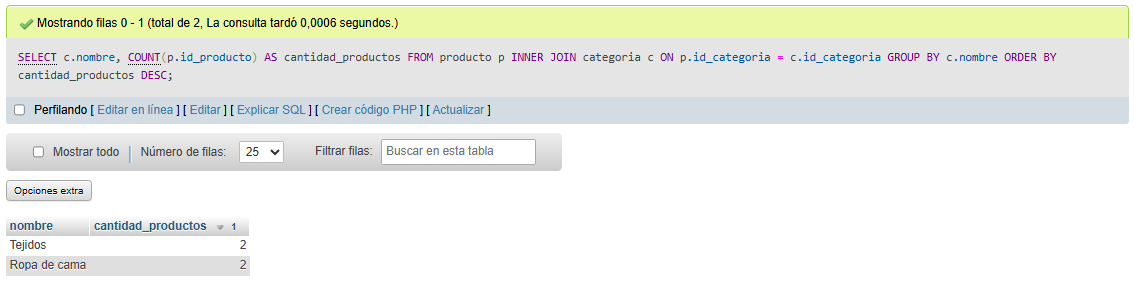 Mostrando filas 0 - 1 (total de 2, La consulta tardó 0,0006 segundos.)
SELECT c.nombre, COUNT(p.id_producto) AS cantidad_productos FROM producto p INNER JOIN categoria c ON p.id_categoria = c.id_categoria GROUP BY c.nombre ORDER BY
cantidad_productos DESC;
Perfilando [ Editar en línea ] [ Editar ] [ Explicar SQL ] [ Crear código PHP ] [ Actualizar ]
Mostrar todo Número de filas: 25 Filtrar filas: Buscar en esta tabla
Opciones extra
nombre cantidad_productos 1
Tejidos 2
Ropa de cama 2